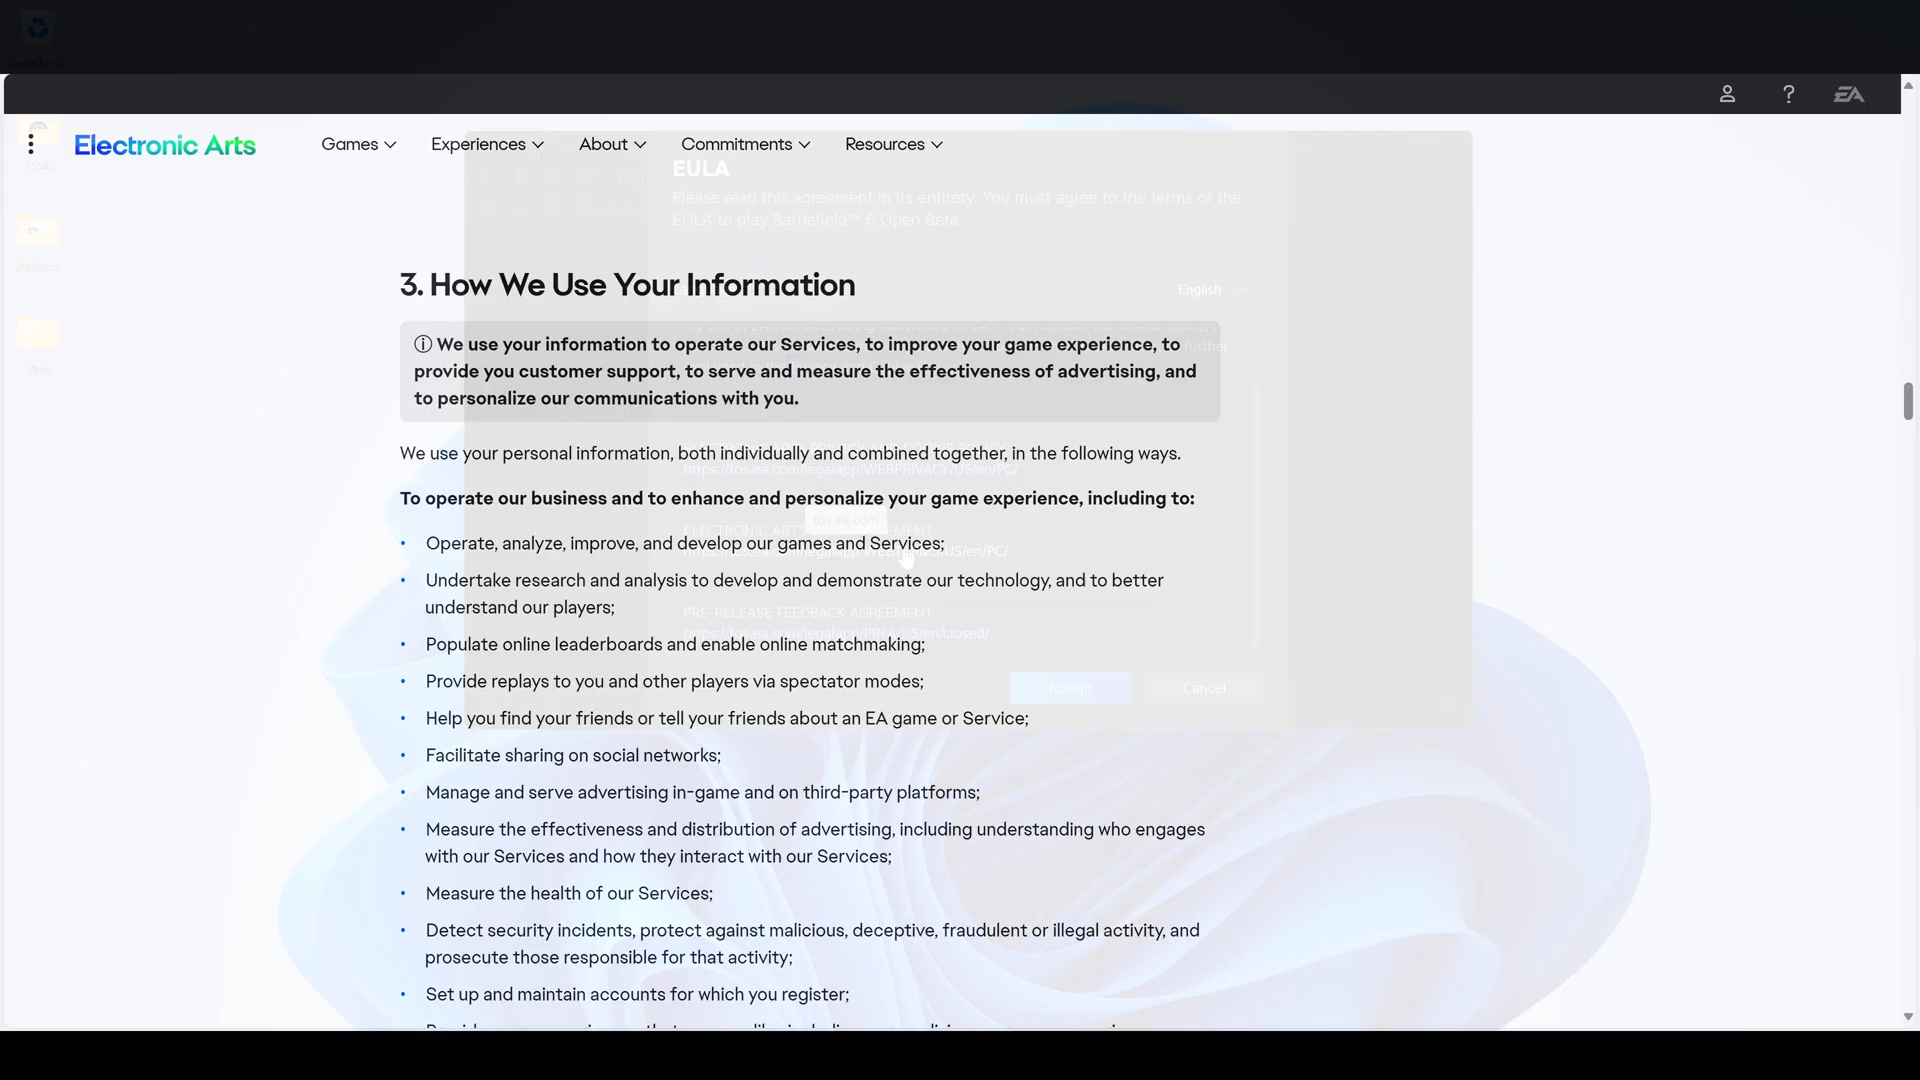 EA
Electronic Arts
Games
Experiences
About
Commitments
Resources
EULA
Please read this agreement in its entirety. You must agree to the terms of the
EULA to play Battlefield™ 6 Open Beta
English
3. How We Use Your Information
further
We use your information to operate our Services, to improve your game experience, to
provide you customer support, to serve and measure the effectiveness of advertising, and
to personalize our communications with you.
We use your personal information, both individually and combined together, in the following ways.
https://tos.ea.com/legalapp/WEBPRIVACY/US/en/PC/
To operate our business and to enhance and personalize your game experience, including to:
tos.ea.com
• Operate, analyze, improve, and develop our games and Services;
• Undertake research and analysis to develop and demonstrate our technology, and to better
understand our players;
PRE-RELEASE FEEDBACK AGREEMENT
https://tos.ea.com/legalapp/PREA/US/en/closed/
• Populate online leaderboards and enable online matchmaking;
• Provide replays to you and other players via spectator modes;
Accept
Cancel
• Help you find your friends or tell your friends about an EA game or Service;
• Facilitate sharing on social networks;
• Manage and serve advertising in-game and on third-party platforms;
• Measure the effectiveness and distribution of advertising, including understanding who engages
with our Services and how they interact with our Services;
• Measure the health of our Services;
• Detect security incidents, protect against malicious, deceptive, fraudulent or illegal activity, and
prosecute those responsible for that activity;
• Set up and maintain accounts for which you register;